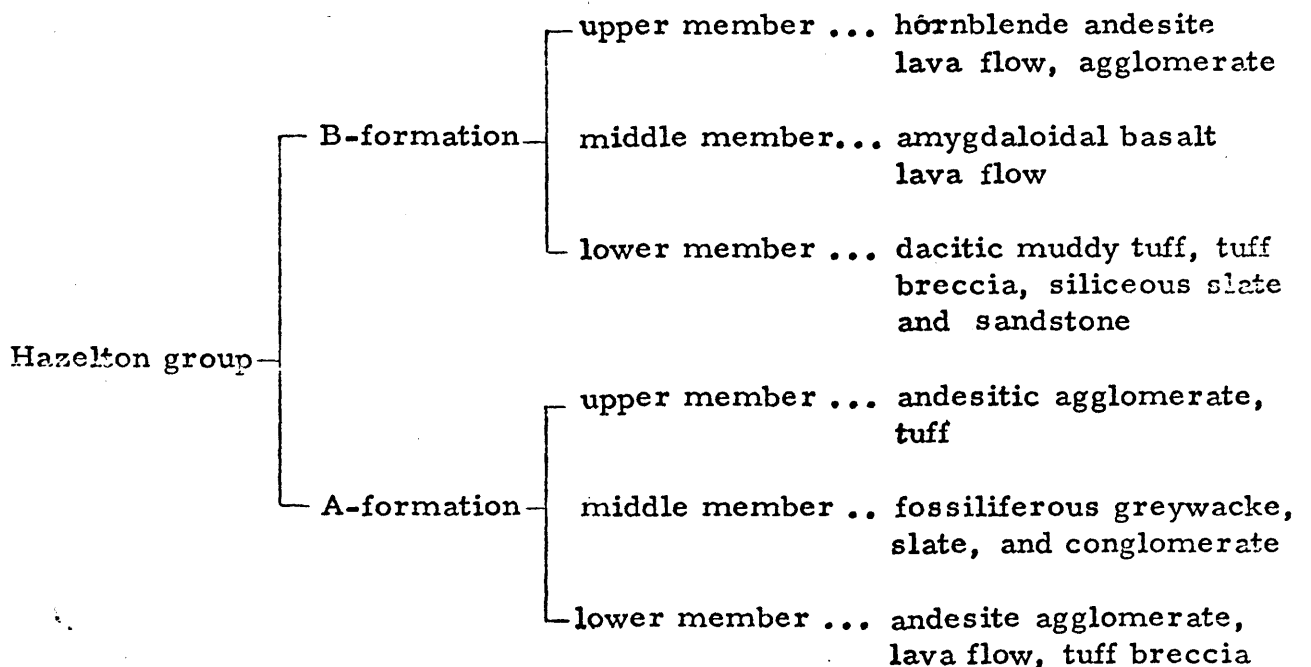 upper member ... hornblende andesite
lava flow, agglomerate
B-formation middle member... amygdaloidal basalt
lava flow
lower member ... dacitic muddy tuff, tuff
breccia, siliceous slate
and sandstone
Hazelton group
upper member ... andesitic agglomerate,
tuff
A-formation middle member .. fossiliferous greywacke,
slate, and conglomerate
lower member ... andesite agglomerate,
lava flow, tuff breccia